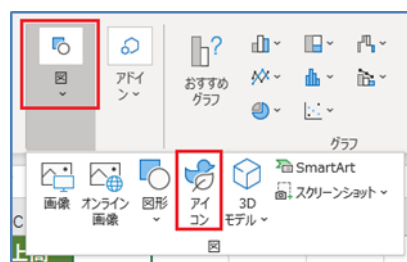 図
アドイ
ン
おすすめ
グラフ
グラフ
画像
オンライン
画像
図形
アイ
コン
3D
モデル
SmartArt
スクリーンショット
図
C
上高